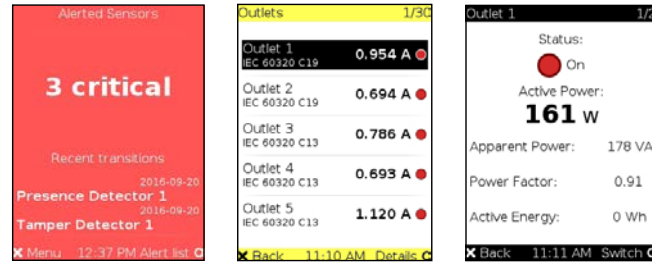 Alerted Sensors
3 critical
Recent transitions
2016-09-20
Presence Detector 1
2016-09-20
Tamper Detector 1
Menu 12:37 PM Alert list
Outlets 1/30
Outlet 1
IEC 60320 C19 0.954 A
Outlet 2
IEC 60320 C19 0.694 A
Outlet 3
IEC 60320 C13 0.786 A
Outlet 4
IEC 60320 C13 0.693 A
Outlet 5
IEC 60320 C13 1.120 A
Back 11:10 AM Details
Outlet 1 1/2
Status:
On
Active Power:
161 W
Apparent Power: 178 VA
Power Factor: 0.91
Active Energy: 0 Wh
Back 11:11 AM Switch